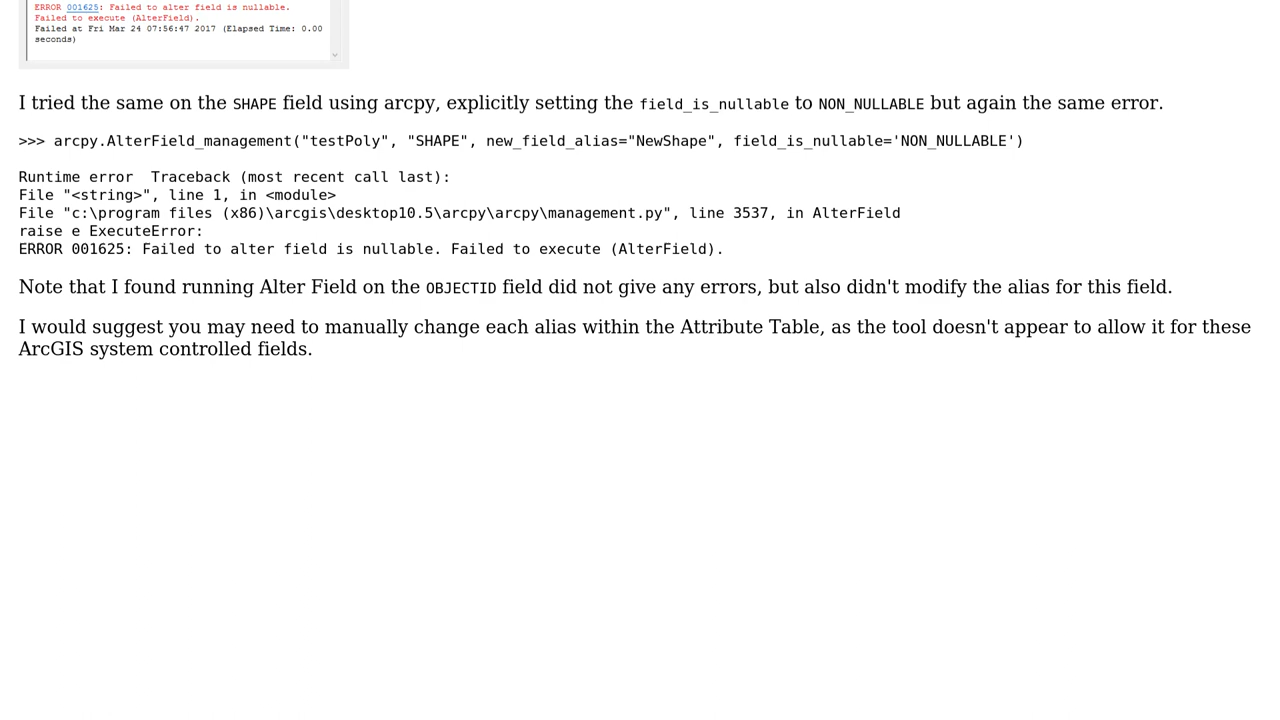 ERROR 001625: Failed to alter field is nullable.
Failed to execute (AlterField).
Failed at Fri Mar 24 07:56:47 2017 (Elapsed Time: 0.00
seconds)
I tried the same on the SHAPE field using arcpy, explicitly setting the field_is_nullable to NON_NULLABLE but again the same error.
>>> arcpy.AlterField_management("testPoly", "SHAPE", new_field_alias="NewShape", field_is_nullable='NON_NULLABLE')
Runtime error  Traceback (most recent call last):
File "<string>", line 1, in <module>
File "c:\program files (x86)\arcgis\desktop10.5\arcpy\arcpy\management.py", line 3537, in AlterField
raise e ExecuteError:
ERROR 001625: Failed to alter field is nullable. Failed to execute (AlterField).
Note that I found running Alter Field on the OBJECTID field did not give any errors, but also didn't modify the alias for this field.
I would suggest you may need to manually change each alias within the Attribute Table, as the tool doesn't appear to allow it for these
ArcGIS system controlled fields.